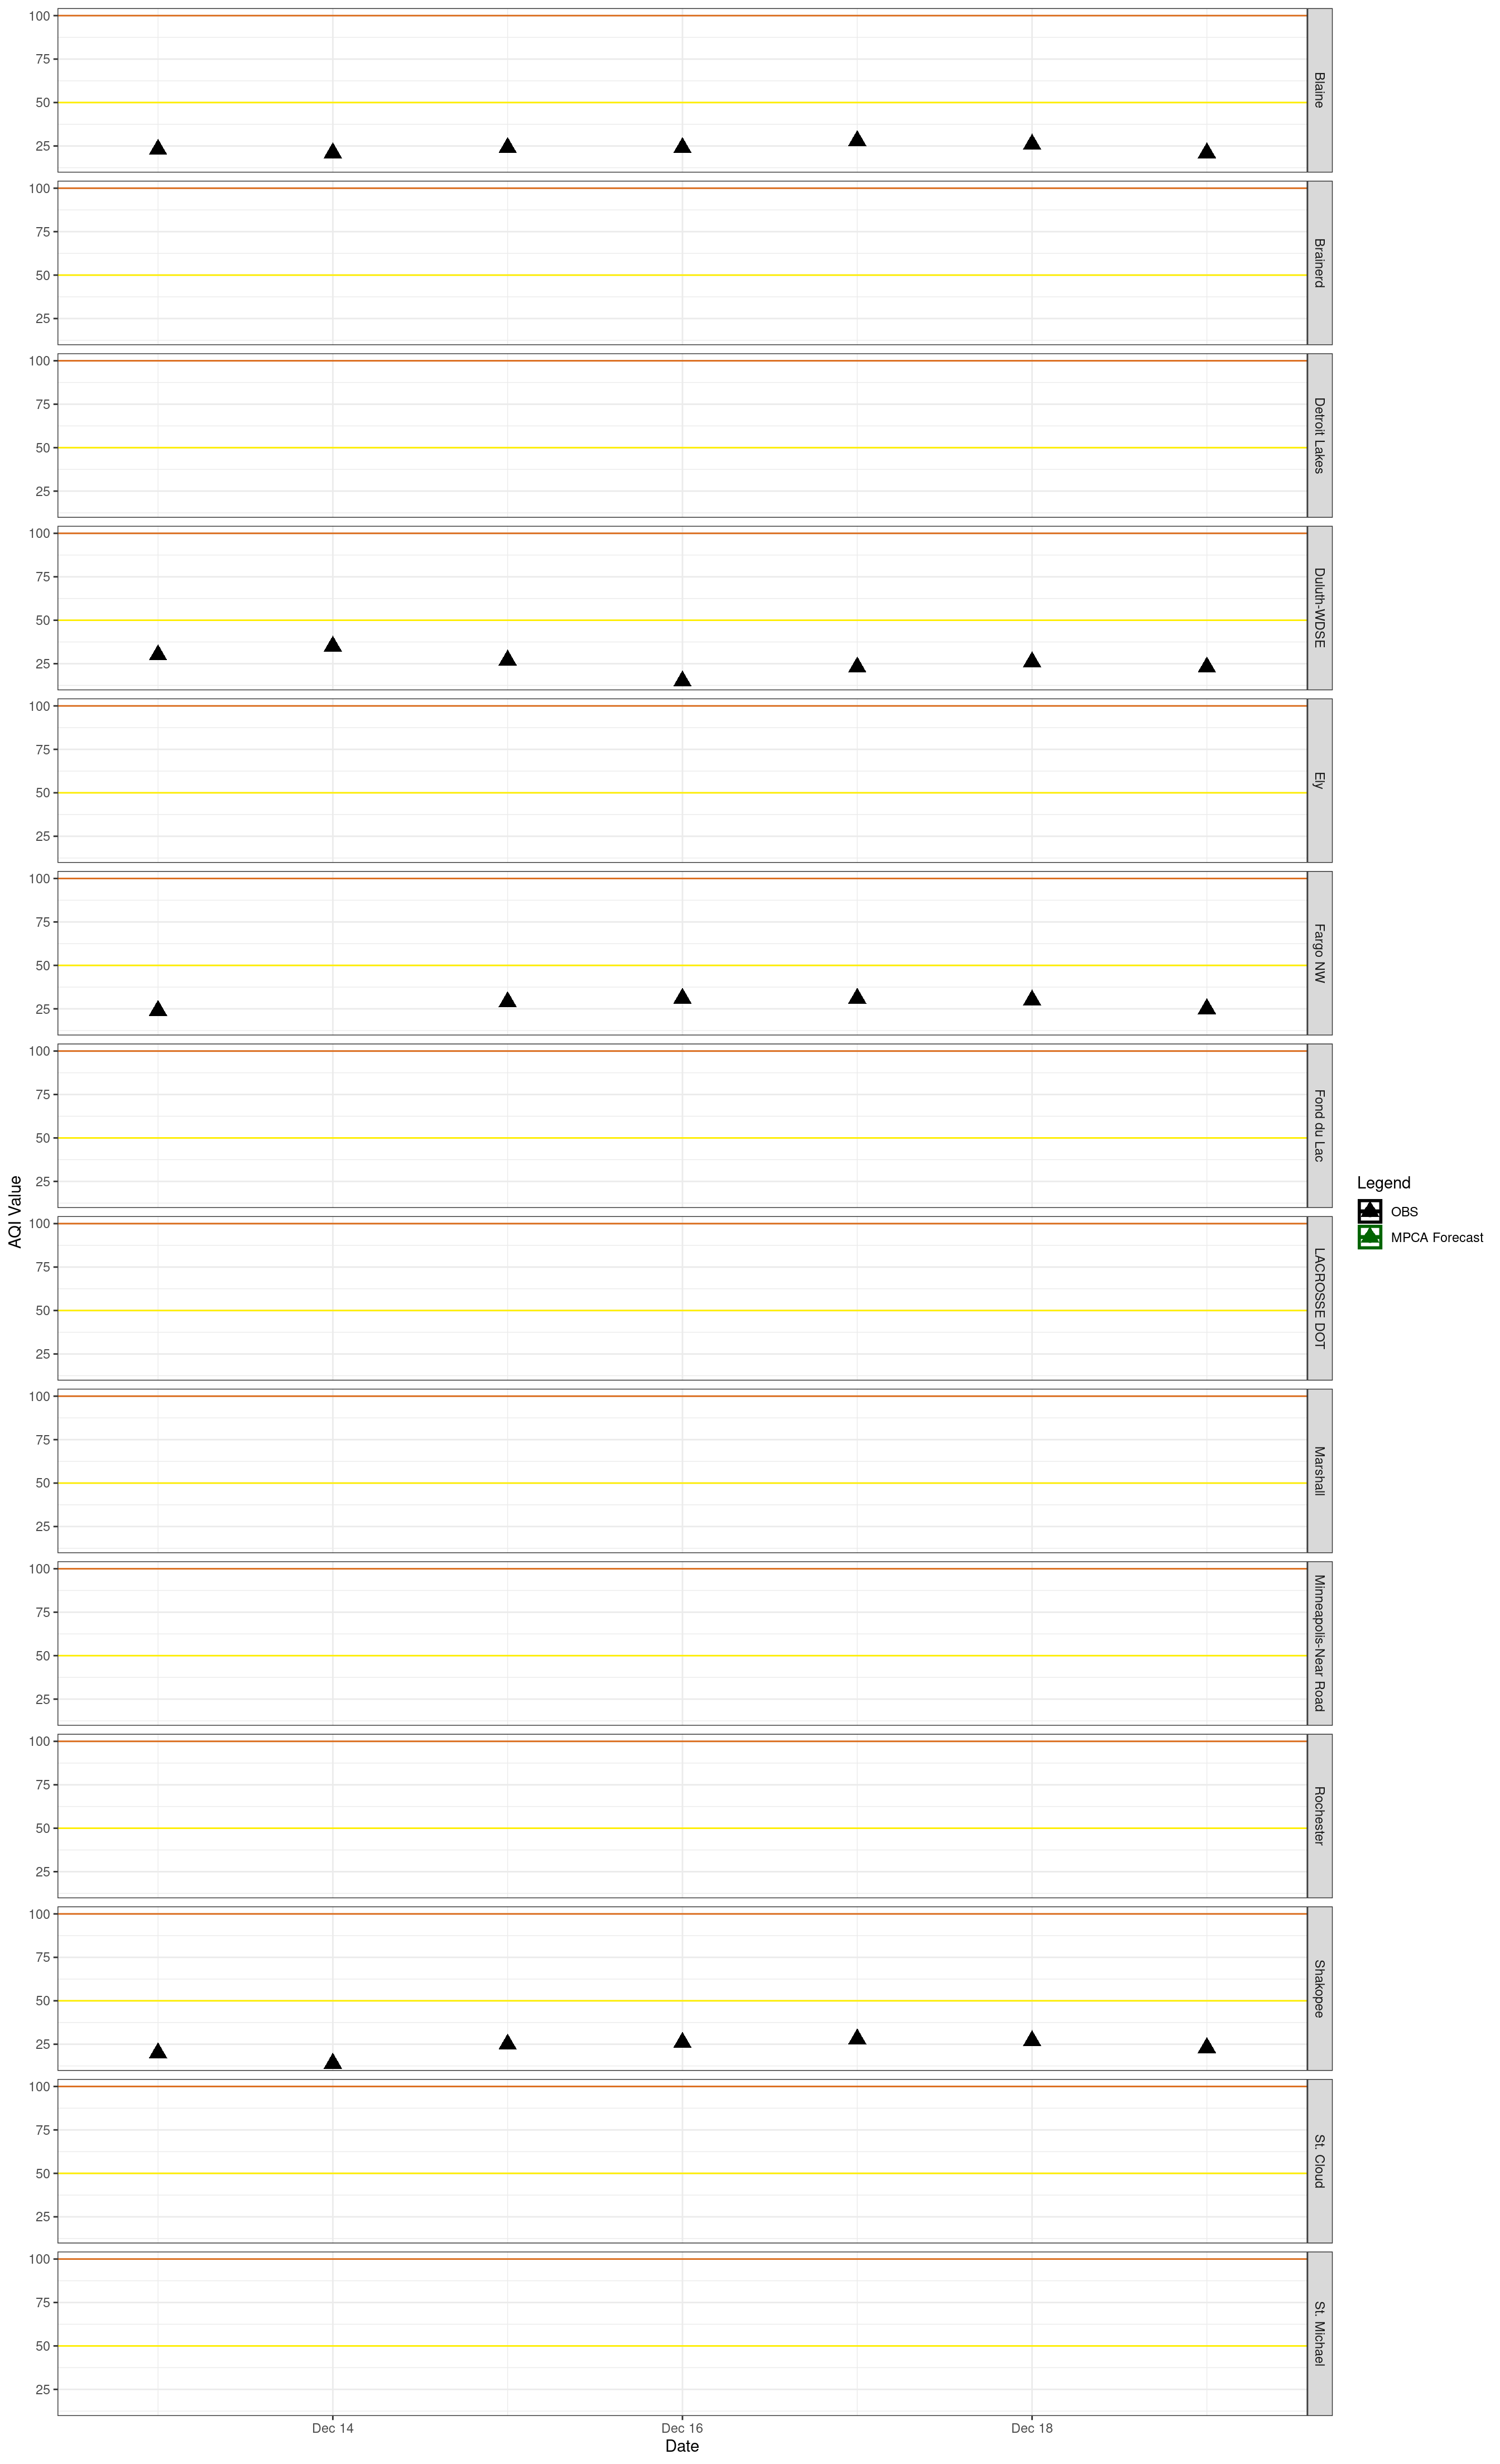 100
75
50
25
Blaine
100
75
50
25
Brainerd
100
75
50
25
Detroit Lakes
100
75
50
25
Duluth-WDSE
100
75
50
25
Ely
100
75
50
25
Fargo NW
100
75
50
25
Fond du Lac
100
75
50
25
LACROSSE DOT
100
75
50
25
Marshall
100
75
50
25
Minneapolis-Near Road
100
75
50
25
Rochester
100
75
50
25
Shakopee
100
75
50
25
St. Cloud
100
75
50
25
St. Michael
Dec 14
Dec 16
Dec 18
Date
AQI Value
Legend
OBS
MPCA Forecast